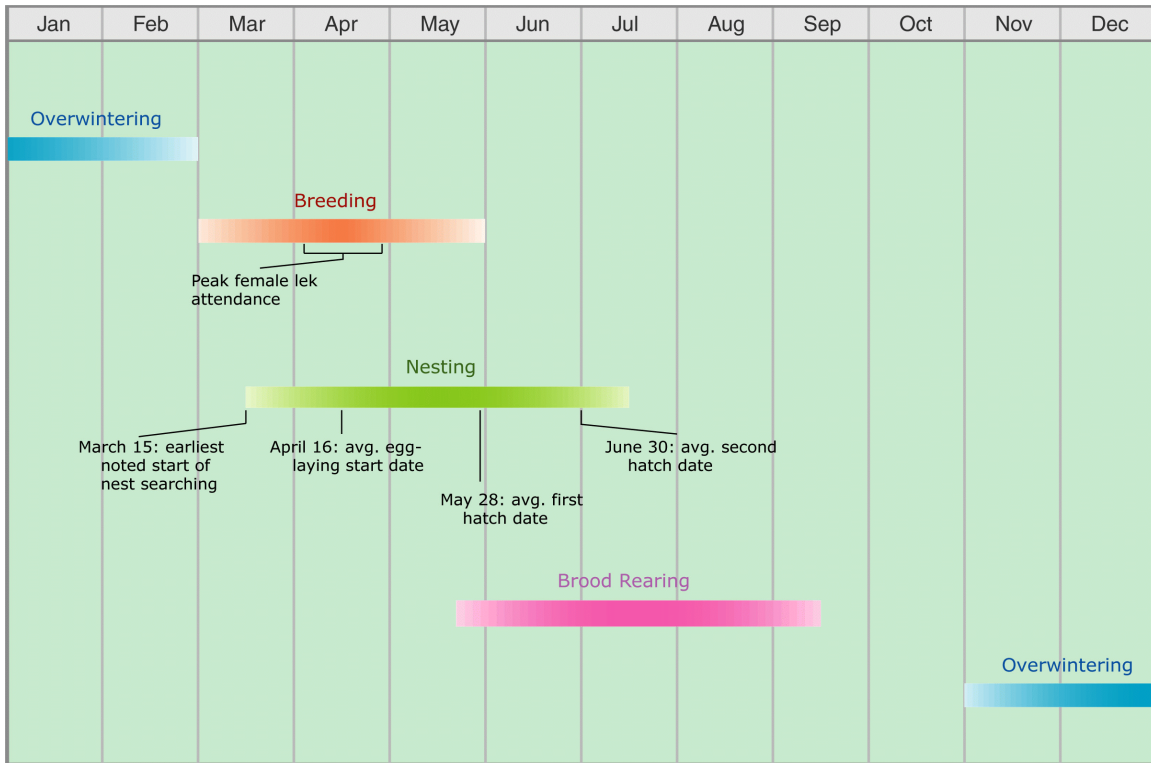 Jan Feb Mar Apr May Jun Jul Aug Sep Oct Nov Dec
Overwintering
Breeding
Peak female lek
attendance
Nesting
March 15: earliest
noted start of
nest searching
April 16: avg. egg-
laying start date
May 28: avg. first
hatch date
June 30: avg. second
hatch date
Brood Rearing
Overwintering